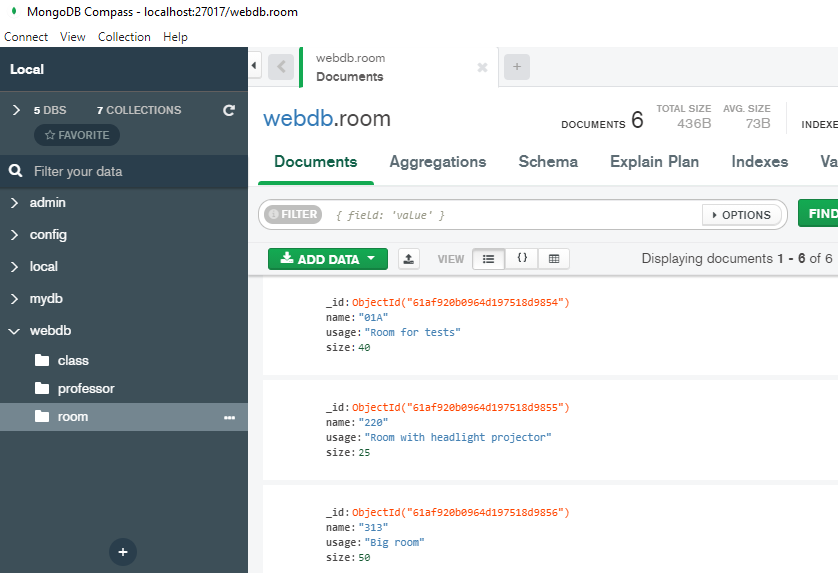 MongoDB Compass - localhost:27017/webdb.room
Connect View Collection Help
Local
5 DBS 7 COLLECTIONS
FAVORITE
Filter your data
admin
config
local
mydb
webdb
class
professor
room
webdb.room
Documents
webdb.room
DOCUMENTS 6 TOTAL SIZE 436B AVG. SIZE 73B INDEXE
Documents Aggregations Schema Explain Plan Indexes Va
FILTER { field: 'value' } OPTIONS FIND
ADD DATA VIEW {} Displaying documents 1 - 6 of 6
_id: ObjectId("61af920b0964d197518d9854")
name: "01A"
usage: "Room for tests"
size: 40
_id: ObjectId("61af920b0964d197518d9855")
name: "220"
usage: "Room with headlight projector"
size: 25
_id: ObjectId("61af920b0964d197518d9856")
name: "313"
usage: "Big room"
size: 50